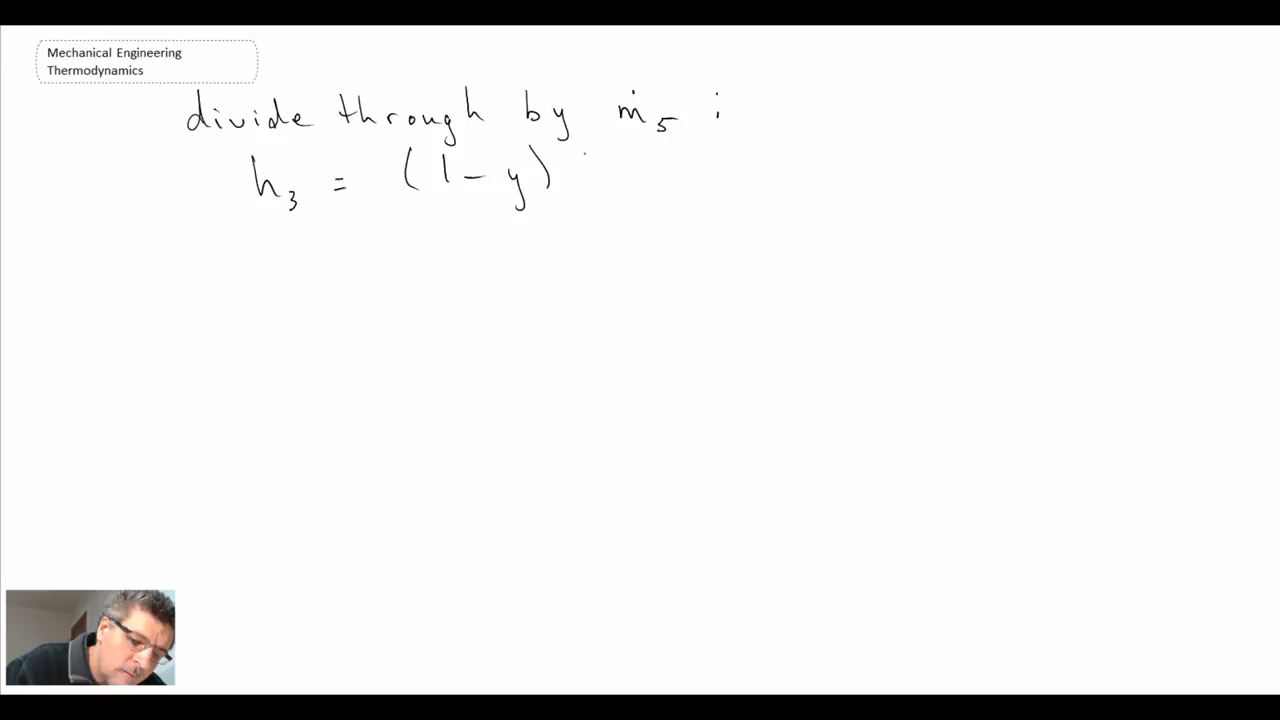 Mechanical Engineering
Thermodynamics
divide through by ṁ₅ :
h₃ = (1 - y)